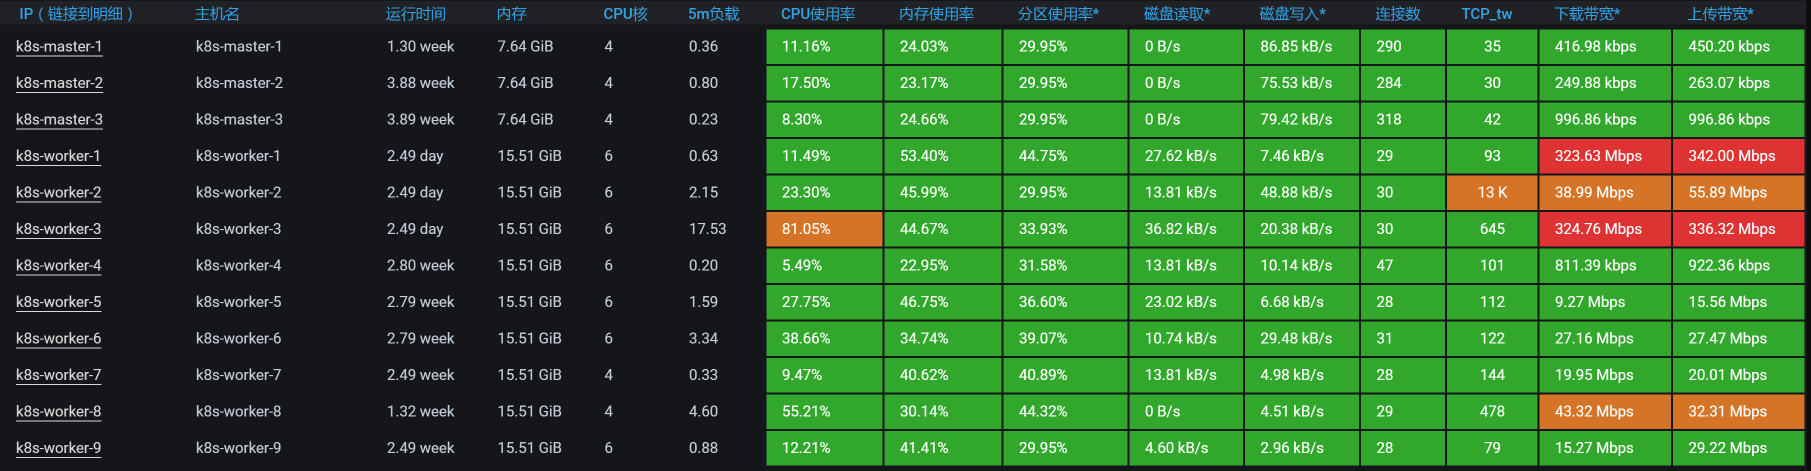 IP（链接到明细） 主机名 运行时间 内存 CPU核 5m负载 CPU使用率 内存使用率 分区使用率* 磁盘读取* 磁盘写入* 连接数 TCP_tw 下载带宽* 上传带宽*
k8s-master-1 k8s-master-1 1.30 week 7.64 GiB 4 0.36 11.16% 24.03% 29.95% 0 B/s 86.85 kB/s 290 35 416.98 kbps 450.20 kbps
k8s-master-2 k8s-master-2 3.88 week 7.64 GiB 4 0.80 17.50% 23.17% 29.95% 0 B/s 75.53 kB/s 284 30 249.88 kbps 263.07 kbps
k8s-master-3 k8s-master-3 3.89 week 7.64 GiB 4 0.23 8.30% 24.66% 29.95% 0 B/s 79.42 kB/s 318 42 996.86 kbps 996.86 kbps
k8s-worker-1 k8s-worker-1 2.49 day 15.51 GiB 6 0.63 11.49% 53.40% 44.75% 27.62 kB/s 7.46 kB/s 29 93 323.63 Mbps 342.00 Mbps
k8s-worker-2 k8s-worker-2 2.49 day 15.51 GiB 6 2.15 23.30% 45.99% 29.95% 13.81 kB/s 48.88 kB/s 30 13 K 38.99 Mbps 55.89 Mbps
k8s-worker-3 k8s-worker-3 2.49 day 15.51 GiB 6 17.53 81.05% 44.67% 33.93% 36.82 kB/s 20.38 kB/s 30 645 324.76 Mbps 336.32 Mbps
k8s-worker-4 k8s-worker-4 2.80 week 15.51 GiB 6 0.20 5.49% 22.95% 31.58% 13.81 kB/s 10.14 kB/s 47 101 811.39 kbps 922.36 kbps
k8s-worker-5 k8s-worker-5 2.79 week 15.51 GiB 6 1.59 27.75% 46.75% 36.60% 23.02 kB/s 6.68 kB/s 28 112 9.27 Mbps 15.56 Mbps
k8s-worker-6 k8s-worker-6 2.79 week 15.51 GiB 6 3.34 38.66% 34.74% 39.07% 10.74 kB/s 29.48 kB/s 31 122 27.16 Mbps 27.47 Mbps
k8s-worker-7 k8s-worker-7 2.49 week 15.51 GiB 4 0.33 9.47% 40.62% 40.89% 13.81 kB/s 4.98 kB/s 28 144 19.95 Mbps 20.01 Mbps
k8s-worker-8 k8s-worker-8 1.32 week 15.51 GiB 4 4.60 55.21% 30.14% 44.32% 0 B/s 4.51 kB/s 29 478 43.32 Mbps 32.31 Mbps
k8s-worker-9 k8s-worker-9 2.49 week 15.51 GiB 6 0.88 12.21% 41.41% 29.95% 4.60 kB/s 2.96 kB/s 28 79 15.27 Mbps 29.22 Mbps